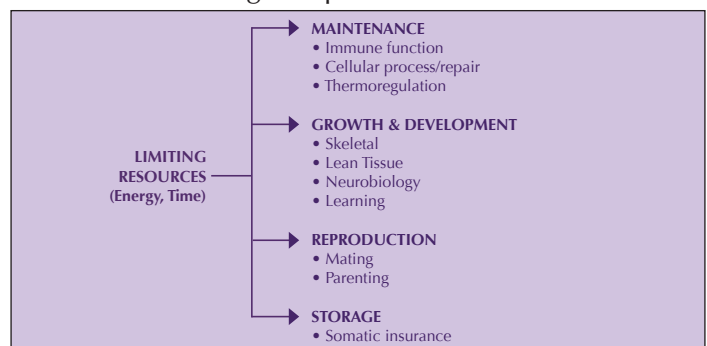 MAINTENANCE
• Immune function
• Cellular process/repair
• Thermoregulation
GROWTH & DEVELOPMENT
• Skeletal
• Lean Tissue
• Neurobiology
• Learning
LIMITING
RESOURCES
(Energy, Time)
REPRODUCTION
• Mating
• Parenting
STORAGE
• Somatic insurance